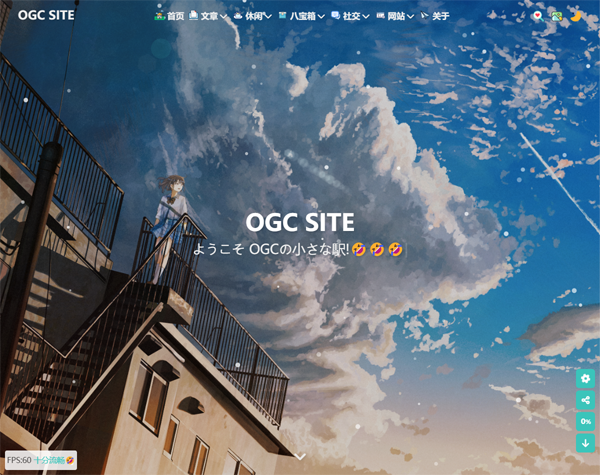 OGC SITE
首页 文章 休闲 八宝箱 社交 网站 关于
OGC SITE
ようこそ OGCの小さな駅!🤣🤣🤣
0%
FPS:60 十分流畅🤣